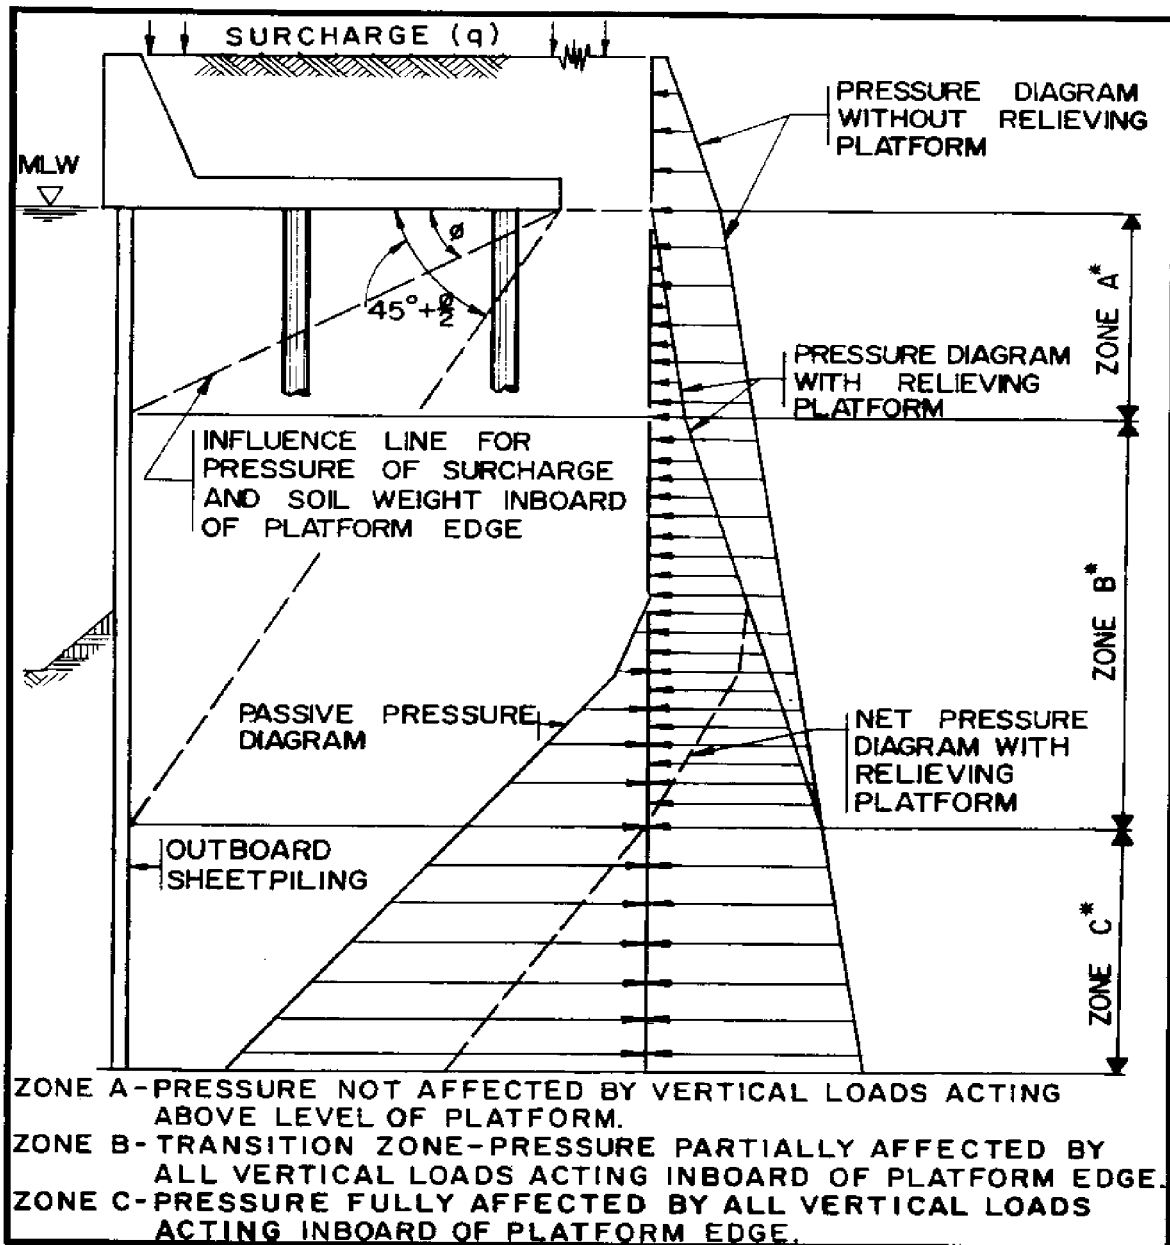 SURCHARGE (q)
PRESSURE DIAGRAM
WITHOUT RELIEVING
PLATFORM
MLW
ø
45°+ø/2
ZONE A*
PRESSURE DIAGRAM
WITH RELIEVING
PLATFORM
INFLUENCE LINE FOR
PRESSURE OF SURCHARGE
AND SOIL WEIGHT INBOARD
OF PLATFORM EDGE
ZONE B*
PASSIVE PRESSURE
DIAGRAM
NET PRESSURE
DIAGRAM WITH
RELIEVING
PLATFORM
OUTBOARD
SHEETPILING
ZONE C*
ZONE A-PRESSURE NOT AFFECTED BY VERTICAL LOADS ACTING
ABOVE LEVEL OF PLATFORM.
ZONE B-TRANSITION ZONE-PRESSURE PARTIALLY AFFECTED BY
ALL VERTICAL LOADS ACTING INBOARD OF PLATFORM EDGE.
ZONE C-PRESSURE FULLY AFFECTED BY ALL VERTICAL LOADS
ACTING INBOARD OF PLATFORM EDGE.